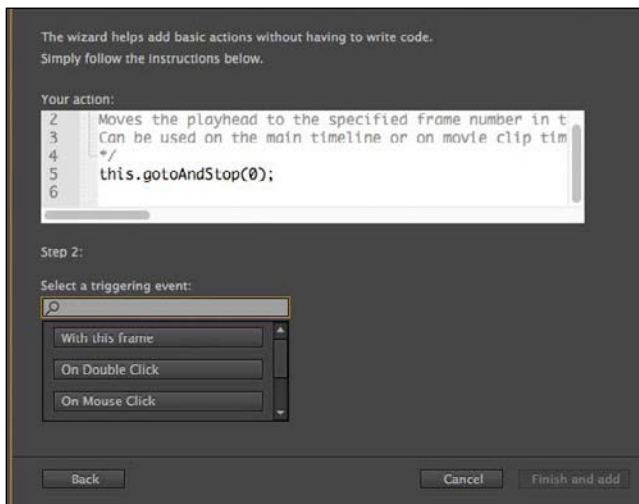 The wizard helps add basic actions without having to write code.
Simply follow the instructions below.
Your action:
2 Moves the playhead to the specified frame number in t
3 Can be used on the main timeline or on movie clip tim
4 */
5 this.gotoAndStop(0);
6
Step 2:
Select a triggering event:
With this frame
On Double Click
On Mouse Click
Back
Cancel
Finish and add